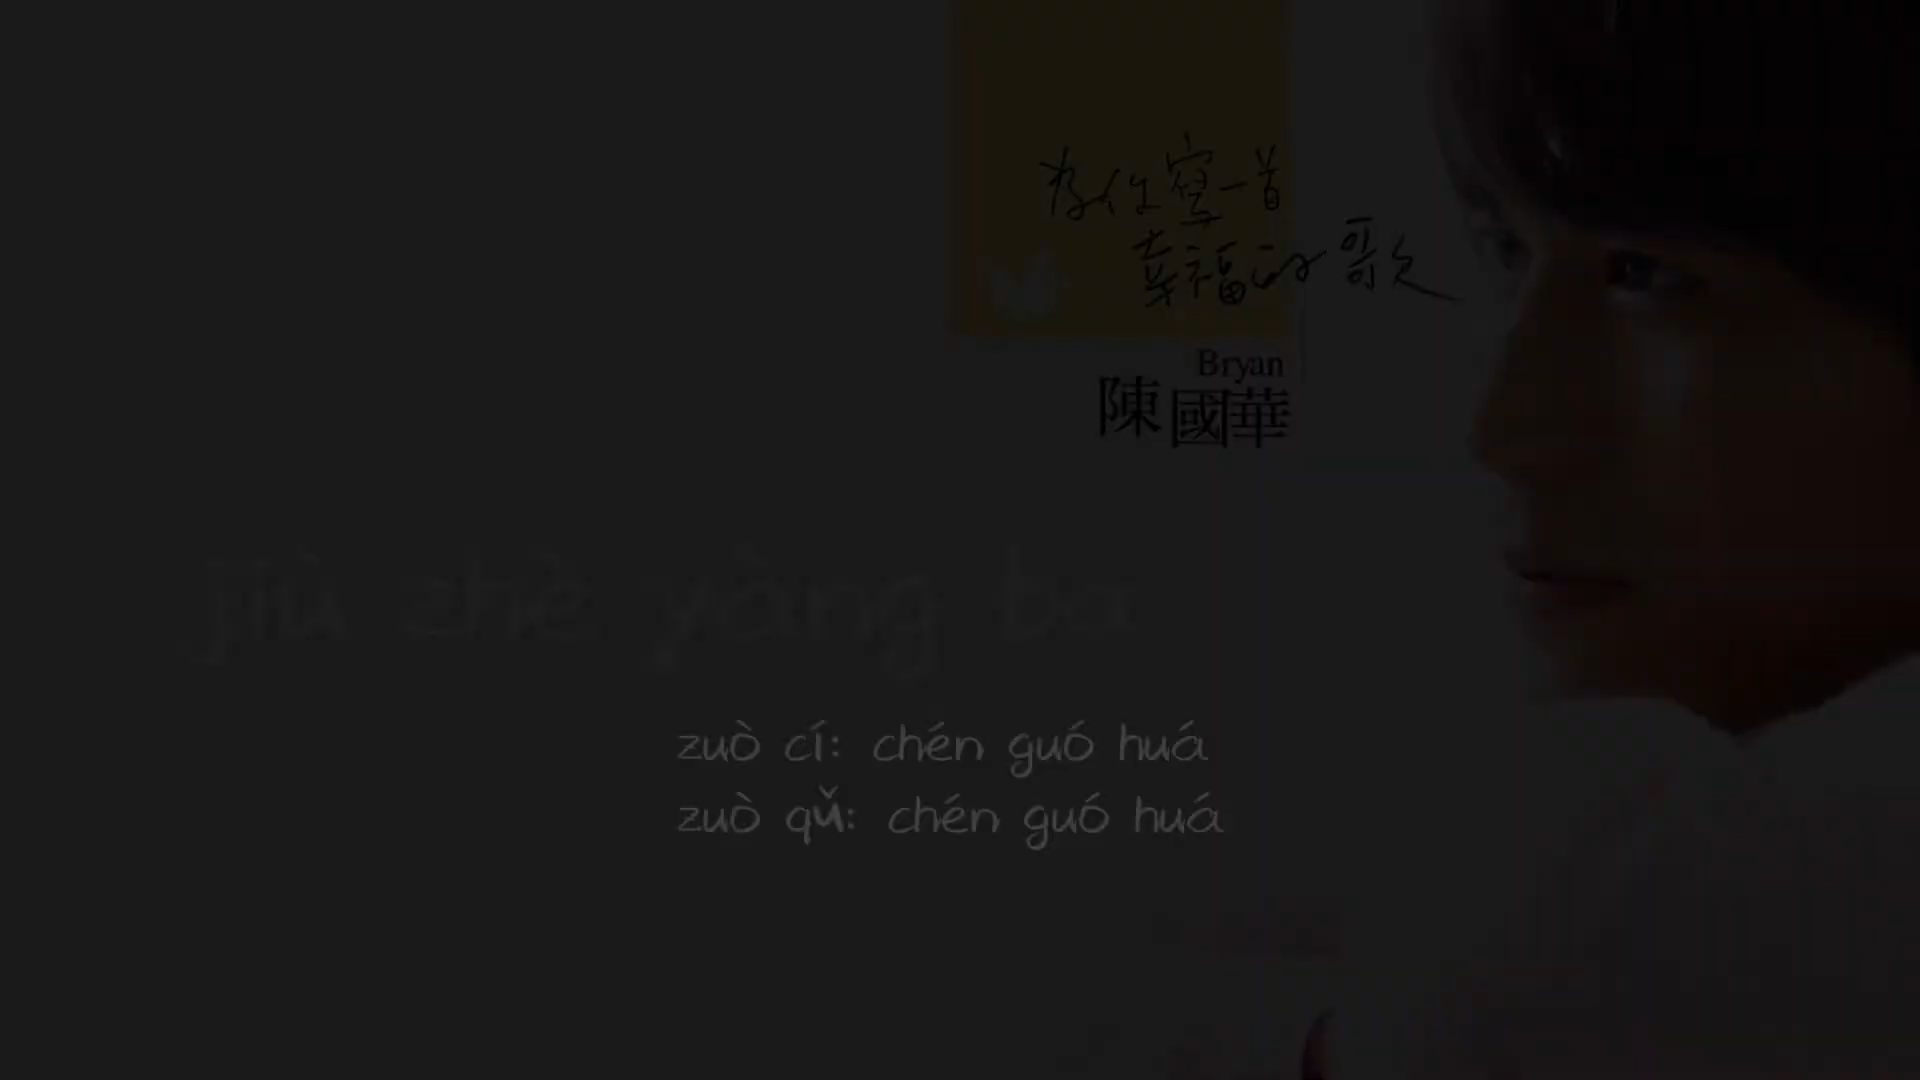 為你寫一首
幸福的歌
Bryan
陳國華
jiù zhè yàng ba
zuò cí: chén guó huá
zuò qǔ: chén guó huá